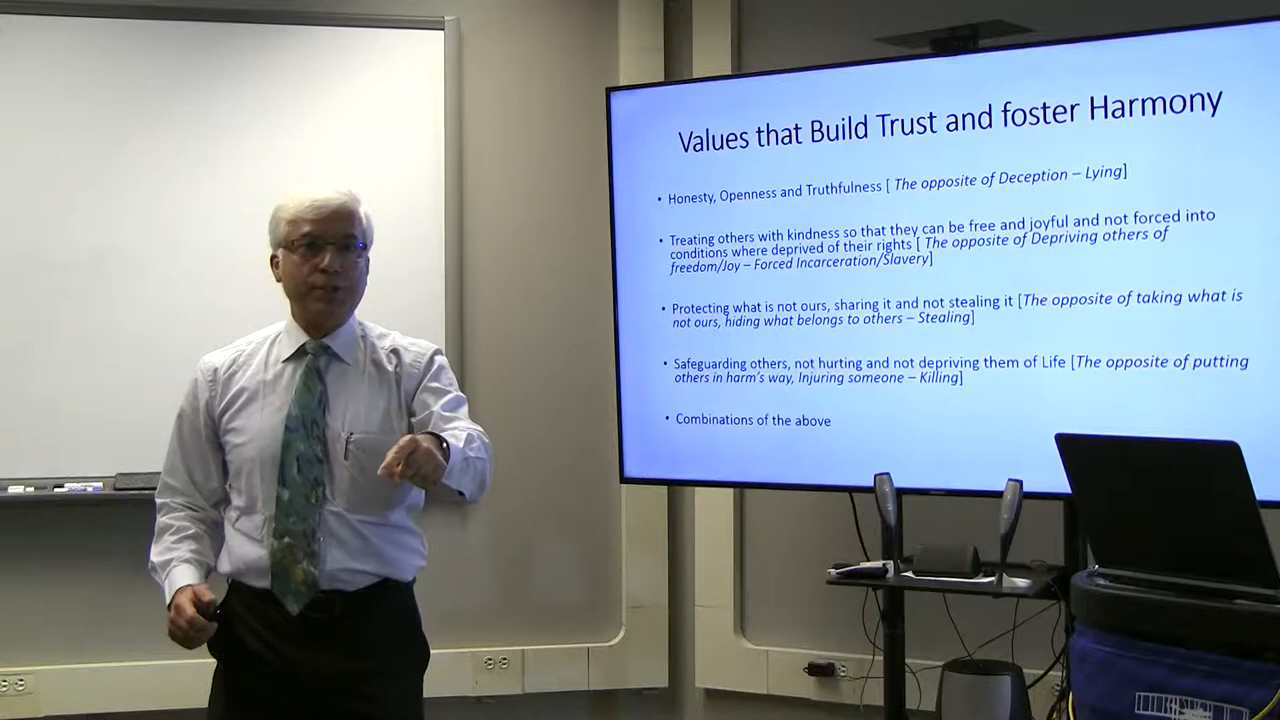 Values that Build Trust and foster Harmony
• Honesty, Openness and Truthfulness [ The opposite of Deception – Lying]
• Treating others with kindness so that they can be free and joyful and not forced into
conditions where deprived of their rights [ The opposite of Depriving others of
freedom/Joy – Forced Incarceration/Slavery]
• Protecting what is not ours, sharing it and not stealing it [The opposite of taking what is
not ours, hiding what belongs to others – Stealing]
• Safeguarding others, not hurting and not depriving them of Life [The opposite of putting
others in harm's way, Injuring someone – Killing]
• Combinations of the above